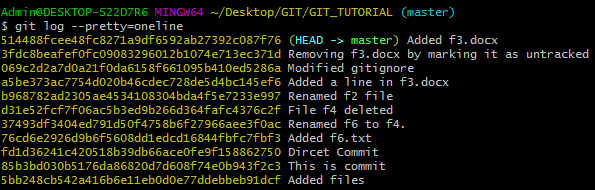 Admin@DESKTOP-S22D7R6 MINGW64 ~/Desktop/GIT/GIT_TUTORIAL (master)
$ git log --pretty=oneline
514488fcee48fc8271a9df6592ab27392c087f76 (HEAD -> master) Added f3.docx
3fdc8beafef0fc09083296012b1074e713ec371d Removing f3.docx by marking it as untracked
069c2d2a7d0a21f0da6158f661095b410ed5286a Modified gitignore
a5be373ac7754d020b46cdec728de5d4bc145ef6 Added a line in f3.docx
b968782ad2305ae4534108304bda4f5e7233e997 Renamed f2 file
d31e52fcf7f06ac5b3ed9b266d364fafc4376c2f File f4 deleted
37493df3404ed791d50f4758b6f27966aee3f0ac Renamed f6 to f4.
76cd6e2926d9b6f5608dd1edcd16844fbfc7fbf3 Added f6.txt
fd1d36241c420518b39db66ace0fe9f158862750 Dircet Commit
85b3bd030b5176da86820d7d608f74e0b943f2c3 This is commit
5bb248cb542a416b6e11eb0d0e77ddebbeb91dcf Added files